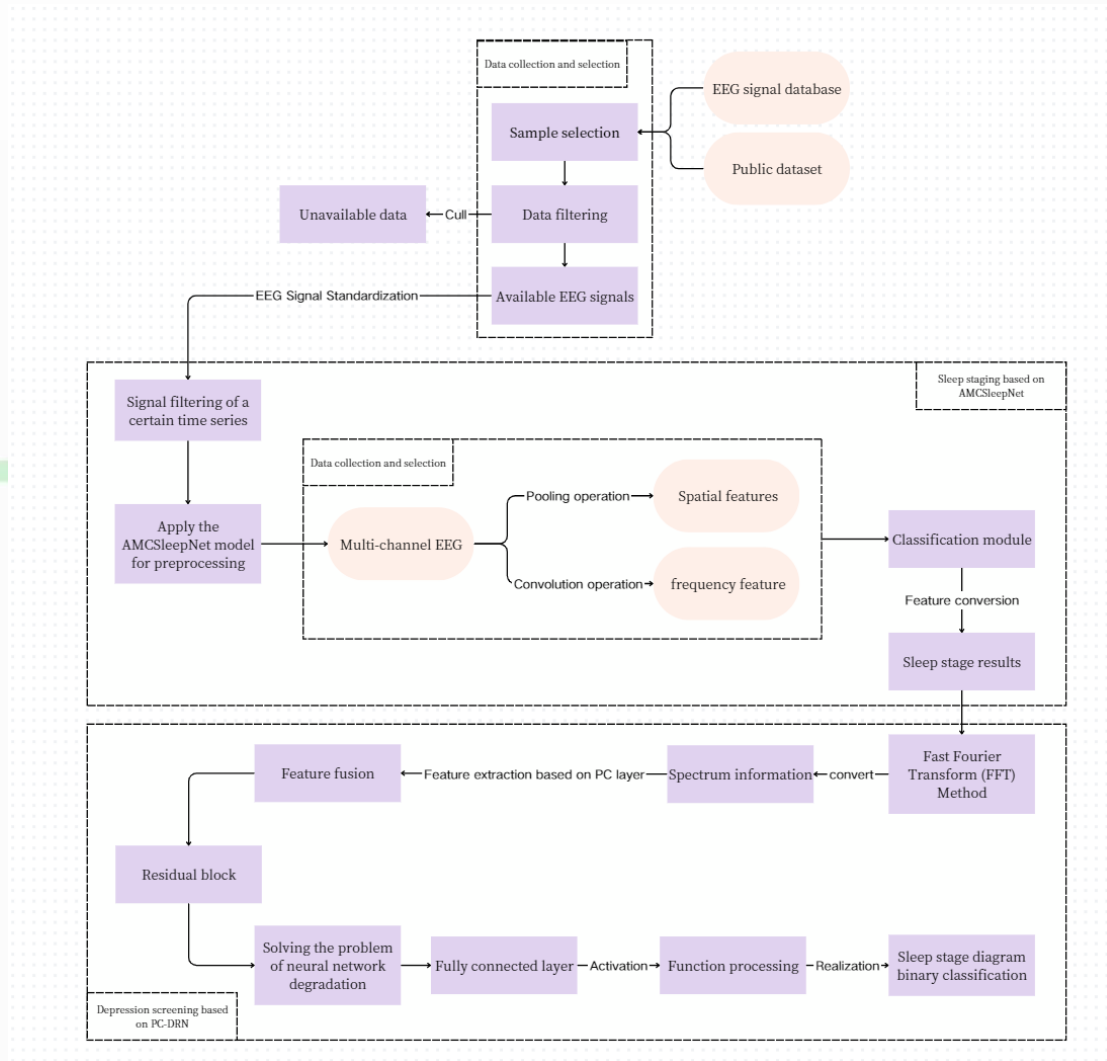 Data collection and selection
EEG signal database
Sample selection
Public dataset
Unavailable data
Cull
Data filtering
EEG Signal Standardization
Available EEG signals
Sleep staging based on
AMCSleepNet
Signal filtering of a
certain time series
Data collection and selection
Pooling operation
Spatial features
Apply the
AMCSleepNet model
for preprocessing
Multi-channel EEG
Classification module
Convolution operation
frequency feature
Feature conversion
Sleep stage results
Fast Fourier
Transform (FFT)
Method
convert
Spectrum information
Feature extraction based on PC layer
Feature fusion
Residual block
Solving the problem
of neural network
degradation
Fully connected layer
Activation
Function processing
Realization
Sleep stage diagram
binary classification
Depression screening based
on PC-DRN